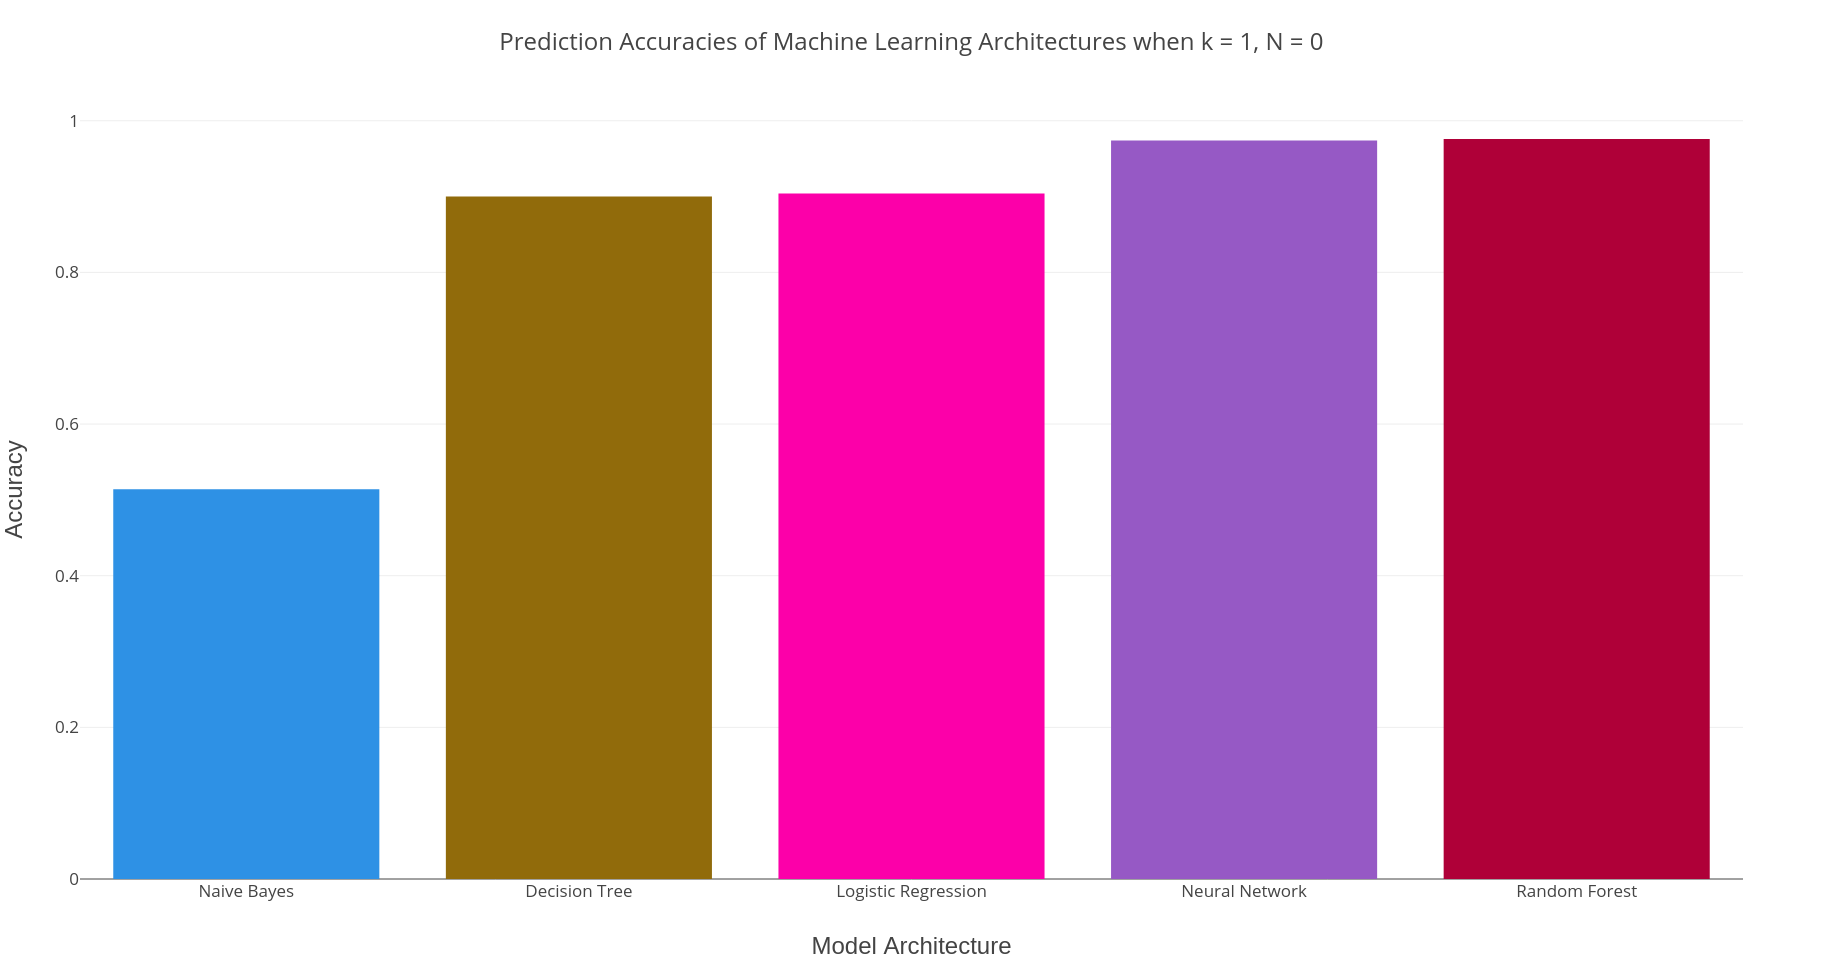 Prediction Accuracies of Machine Learning Architectures when k = 1, N = 0
1
0.8
0.6
0.4
0.2
0
Accuracy
Naive Bayes
Decision Tree
Logistic Regression
Neural Network
Random Forest
Model Architecture